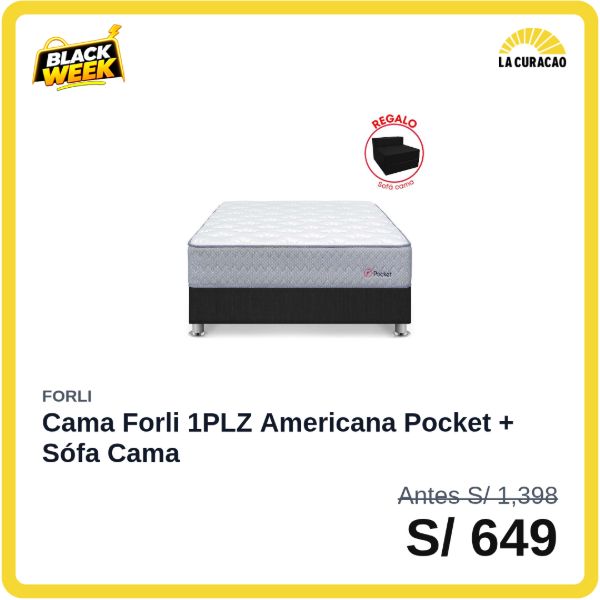 BLACK
WEEK
LA CURACAO
REGALO
Sofá cama
Pocket
FORLI
Cama Forli 1PLZ Americana Pocket +
Sófa Cama
Antes S/ 1,398
S/ 649